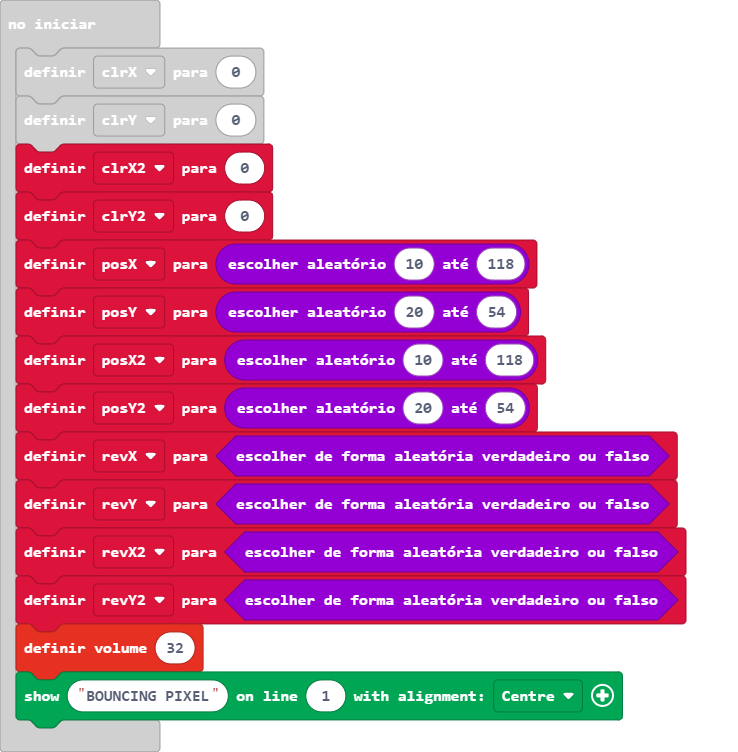 no iniciar
definir clrX para 0
definir clrY para 0
definir clrX2 para 0
definir clrY2 para 0
definir posX para escolher aleatório 10 até 118
definir posY para escolher aleatório 20 até 54
definir posX2 para escolher aleatório 10 até 118
definir posY2 para escolher aleatório 20 até 54
definir revX para escolher de forma aleatória verdadeiro ou falso
definir revY para escolher de forma aleatória verdadeiro ou falso
definir revX2 para escolher de forma aleatória verdadeiro ou falso
definir revY2 para escolher de forma aleatória verdadeiro ou falso
definir volume 32
show "BOUNCING PIXEL" on line 1 with alignment: Centre